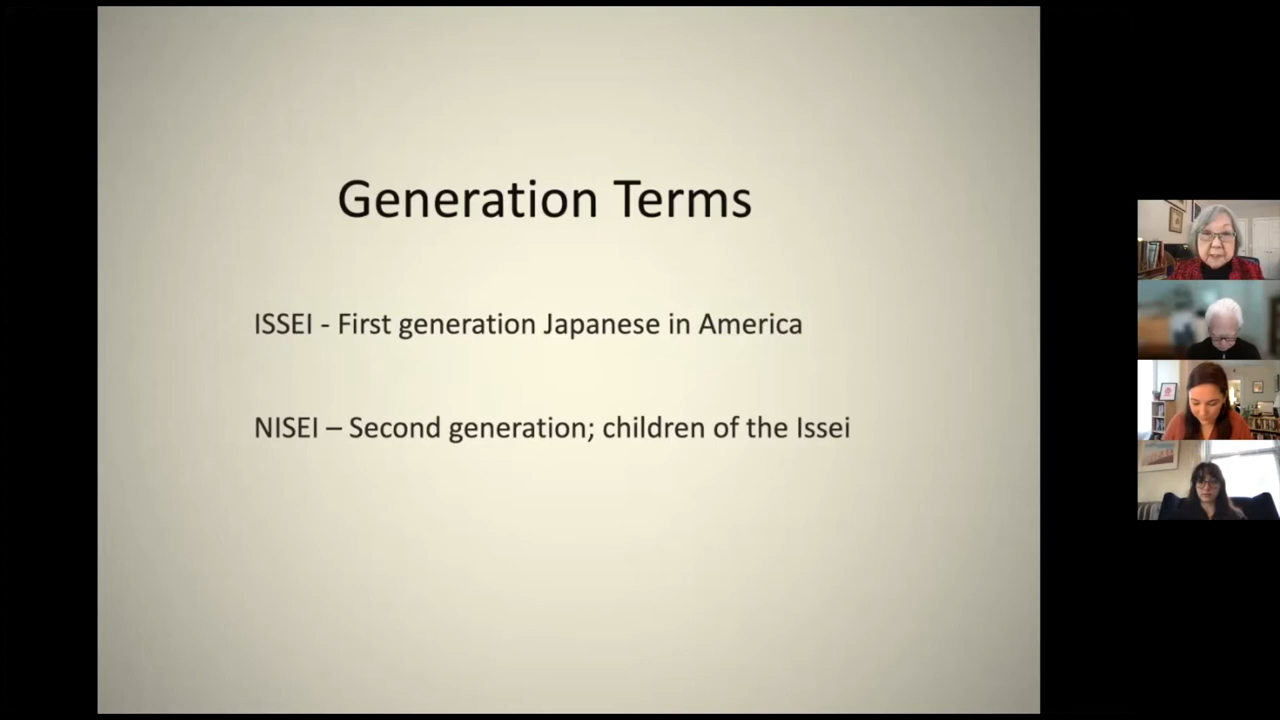 Generation Terms
ISSEI - First generation Japanese in America
NISEI – Second generation; children of the Issei